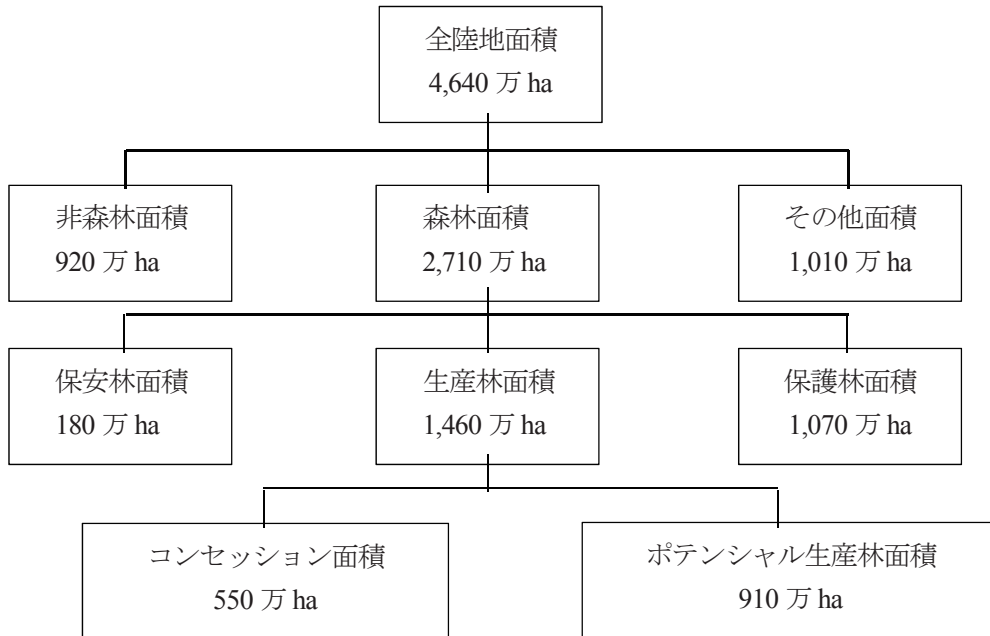 全陸地面積
4,640 万 ha
非森林面積
920 万 ha
森林面積
2,710 万 ha
その他面積
1,010 万 ha
保安林面積
180 万 ha
生産林面積
1,460 万 ha
保護林面積
1,070 万 ha
コンセッション面積
550 万 ha
ポテンシャル生産林面積
910 万 ha